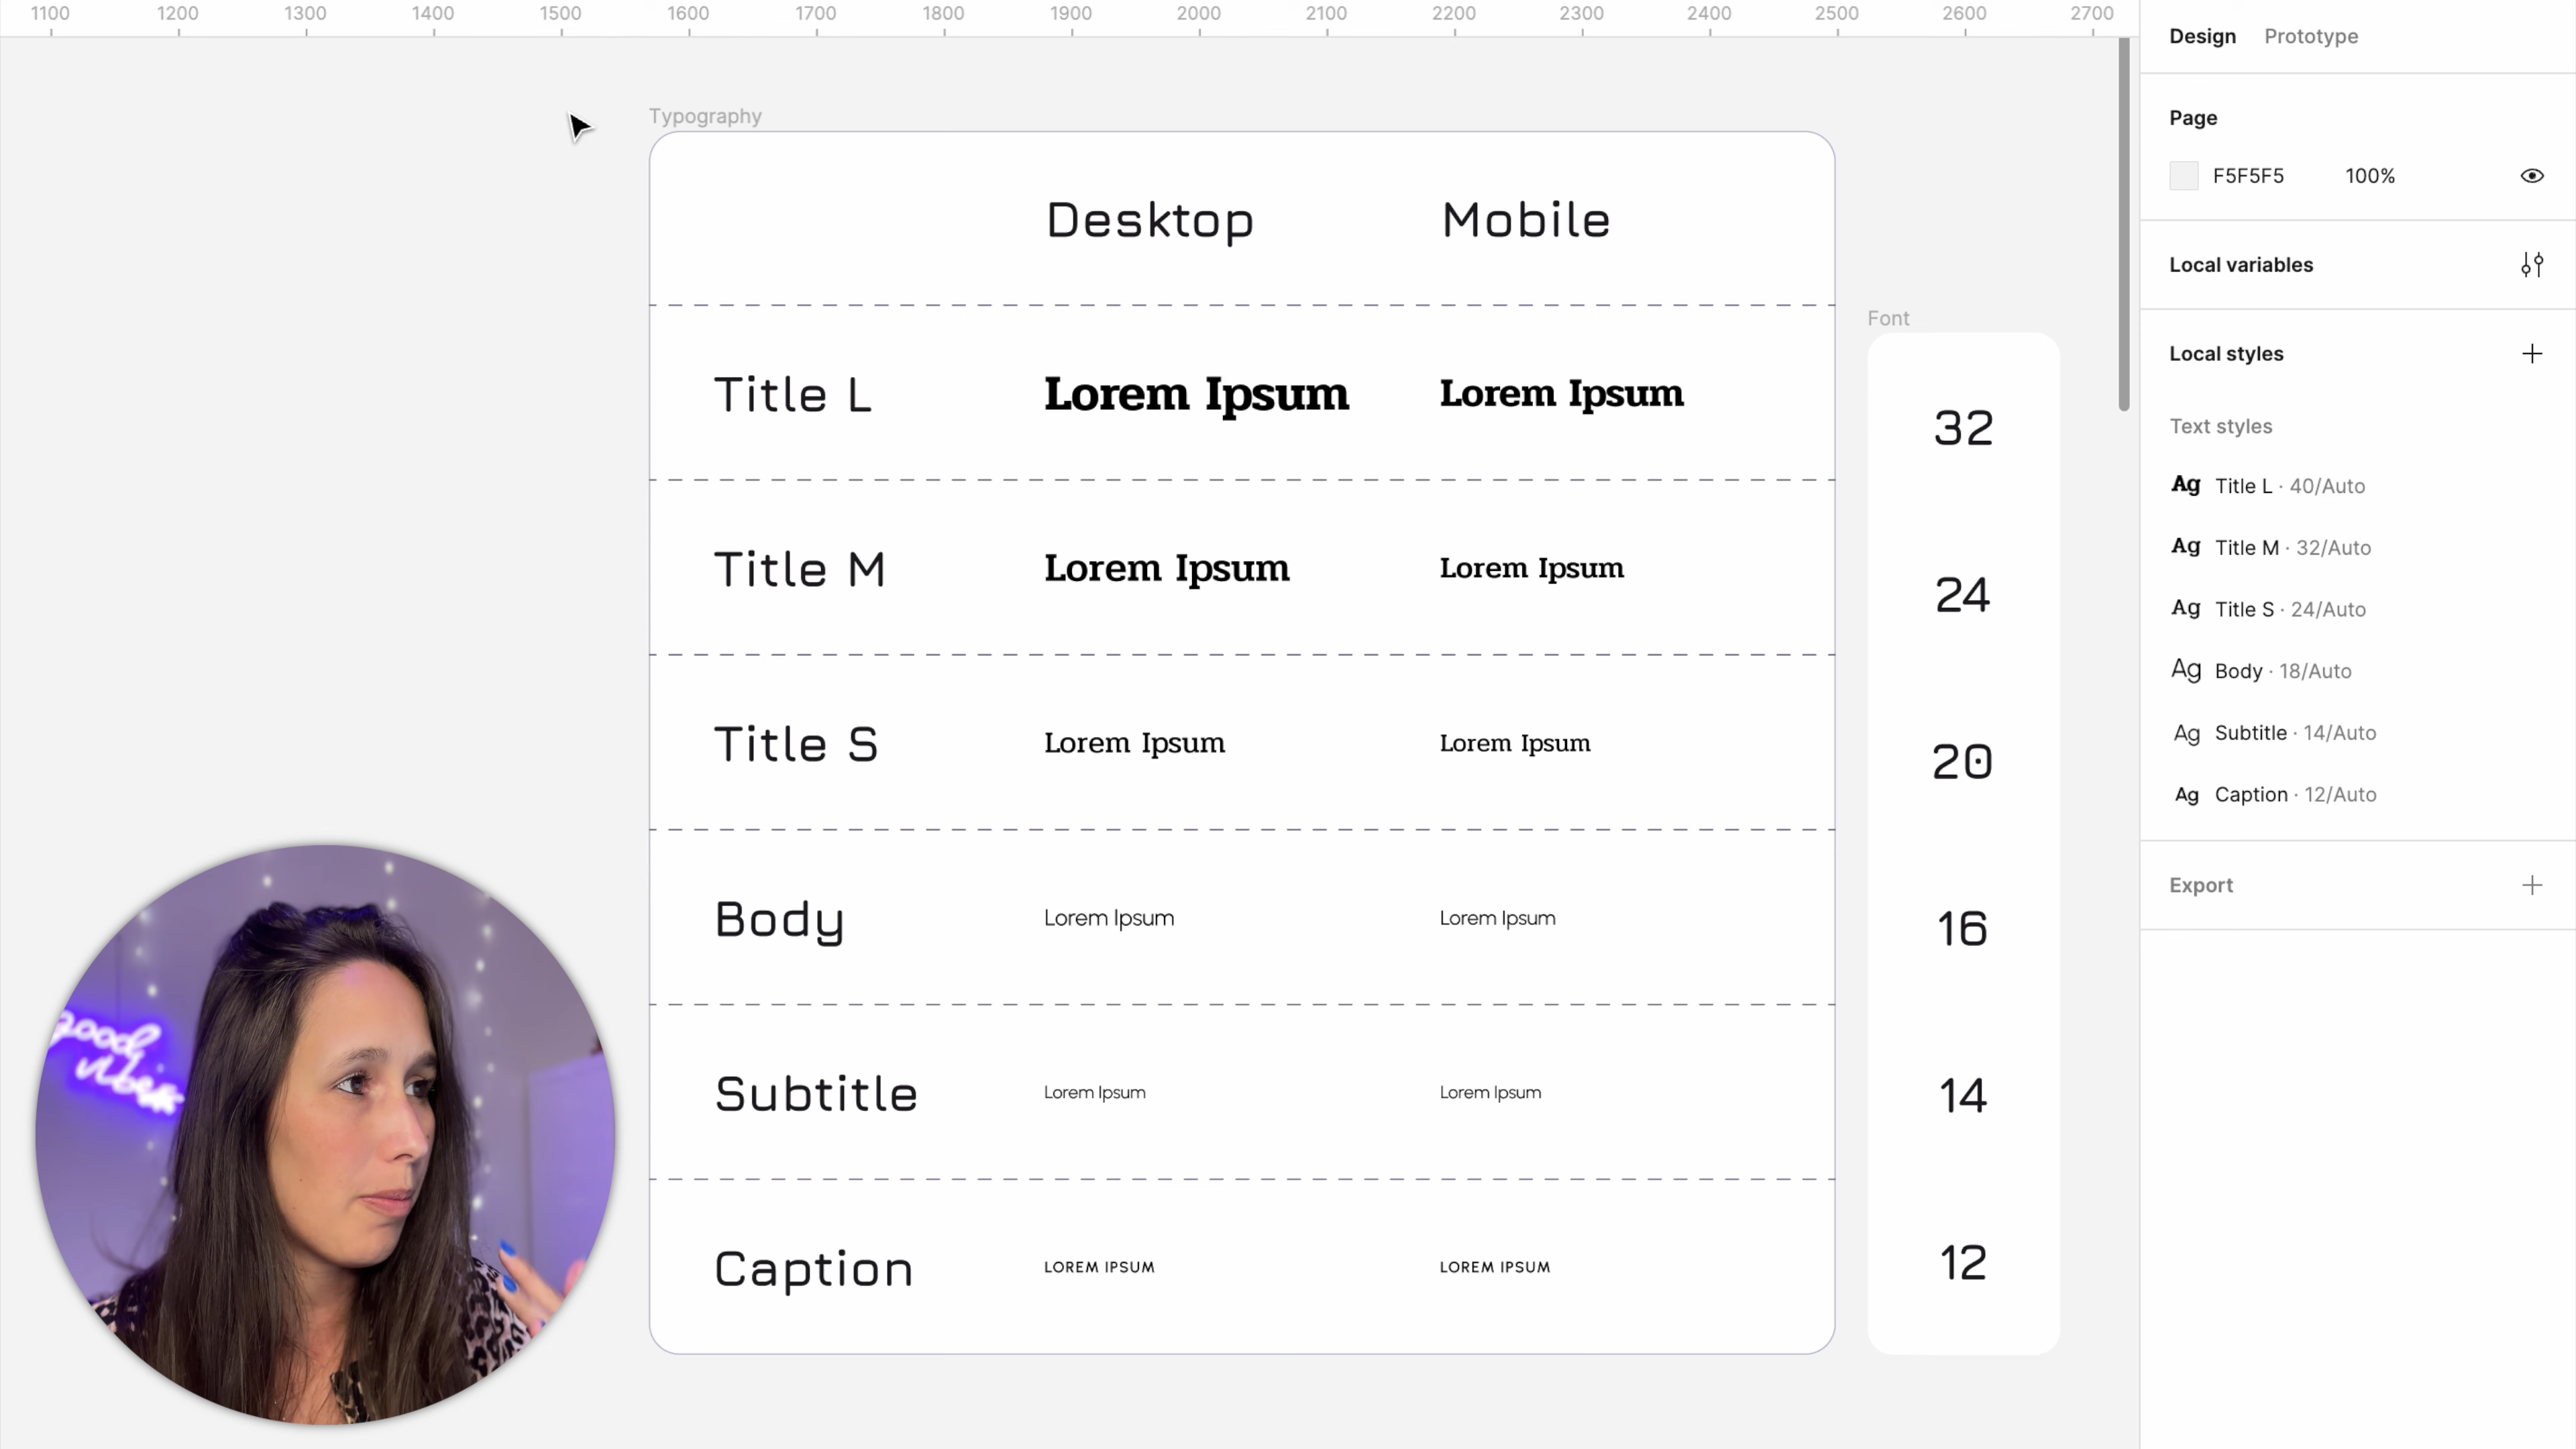 1100 1200 1300 1400 1500 1600 1700 1800 1900 2000 2100 2200 2300 2400 2500 2600 2700
Typography
Desktop Mobile
Title L Lorem Ipsum Lorem Ipsum
Title M Lorem Ipsum Lorem Ipsum
Title S Lorem Ipsum Lorem Ipsum
Body Lorem Ipsum Lorem Ipsum
Subtitle Lorem Ipsum Lorem Ipsum
Caption LOREM IPSUM LOREM IPSUM
Font
32
24
20
16
14
12
good
vibes
Design Prototype
Page
F5F5F5 100%
Local variables
Local styles
Text styles
Ag Title L · 40/Auto
Ag Title M · 32/Auto
Ag Title S · 24/Auto
Ag Body · 18/Auto
Ag Subtitle · 14/Auto
Ag Caption · 12/Auto
Export